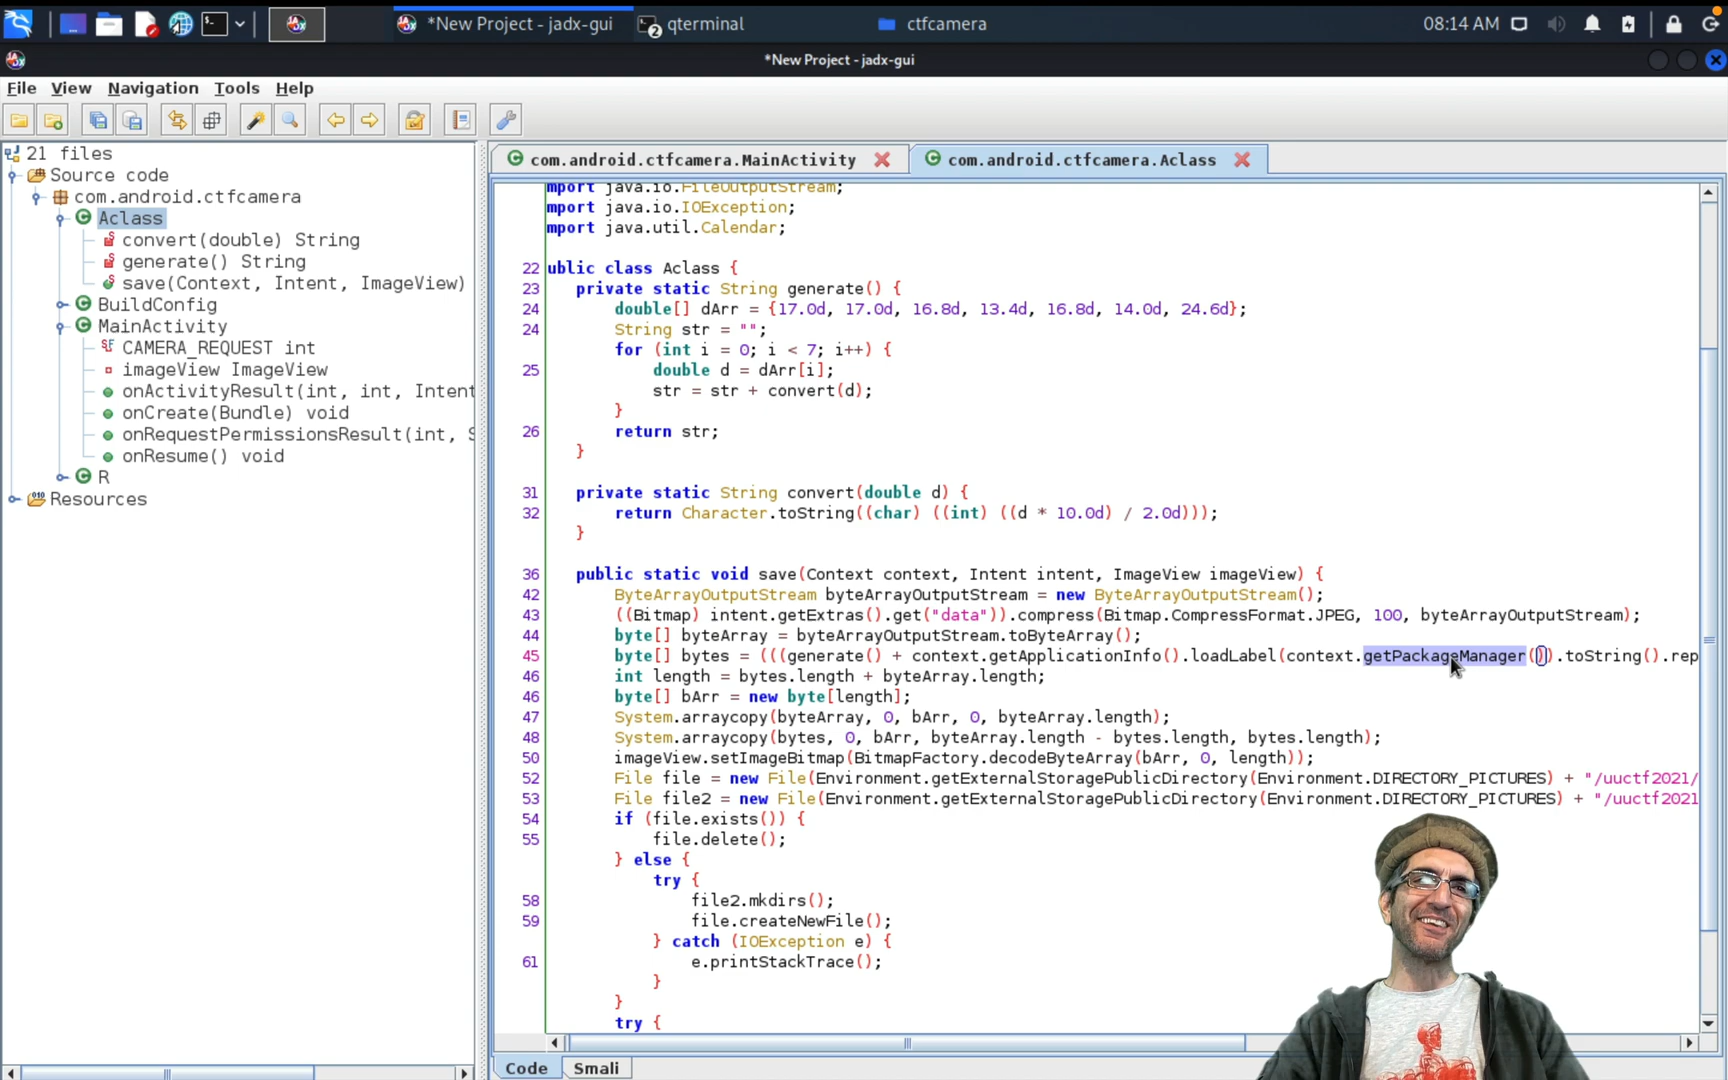 *New Project - jadx-gui
qterminal
ctfcamera
08:14 AM
*New Project - jadx-gui
File View Navigation Tools Help
21 files
Source code
com.android.ctfcamera
Aclass
convert(double) String
generate() String
save(Context, Intent, ImageView)
BuildConfig
MainActivity
CAMERA_REQUEST int
imageView ImageView
onActivityResult(int, int, Intent
onCreate(Bundle) void
onRequestPermissionsResult(int, S
onResume() void
R
Resources
com.android.ctfcamera.MainActivity
com.android.ctfcamera.Aclass
mport java.io.FileOutputStream;
mport java.io.IOException;
mport java.util.Calendar;
22 ublic class Aclass {
23 private static String generate() {
24 double[] dArr = {17.0d, 17.0d, 16.8d, 13.4d, 16.8d, 14.0d, 24.6d};
24 String str = "";
for (int i = 0; i < 7; i++) {
25 double d = dArr[i];
str = str + convert(d);
}
26 return str;
}
31 private static String convert(double d) {
32 return Character.toString((char) ((int) ((d * 10.0d) / 2.0d)));
}
36 public static void save(Context context, Intent intent, ImageView imageView) {
42 ByteArrayOutputStream byteArrayOutputStream = new ByteArrayOutputStream();
43 ((Bitmap) intent.getExtras().get("data")).compress(Bitmap.CompressFormat.JPEG, 100, byteArrayOutputStream);
44 byte[] byteArray = byteArrayOutputStream.toByteArray();
45 byte[] bytes = (((generate() + context.getApplicationInfo().loadLabel(context.getPackageManager()).toString().rep
46 int length = bytes.length + byteArray.length;
46 byte[] bArr = new byte[length];
47 System.arraycopy(byteArray, 0, bArr, 0, byteArray.length);
48 System.arraycopy(bytes, 0, bArr, byteArray.length - bytes.length, bytes.length);
50 imageView.setImageBitmap(BitmapFactory.decodeByteArray(bArr, 0, length));
52 File file = new File(Environment.getExternalStoragePublicDirectory(Environment.DIRECTORY_PICTURES) + "/uuctf2021/
53 File file2 = new File(Environment.getExternalStoragePublicDirectory(Environment.DIRECTORY_PICTURES) + "/uuctf2021
54 if (file.exists()) {
55 file.delete();
} else {
try {
58 file2.mkdirs();
59 file.createNewFile();
} catch (IOException e) {
61 e.printStackTrace();
}
}
try {
Code Smali